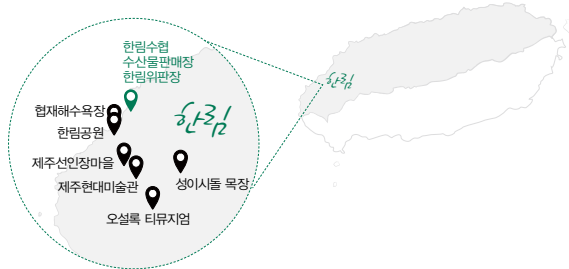 한림수협
수산물판매장
한림위판장
한림
협재해수욕장
한림
한림공원
제주선인장마을
제주현대미술관
성이시돌 목장
오설록 티뮤지엄